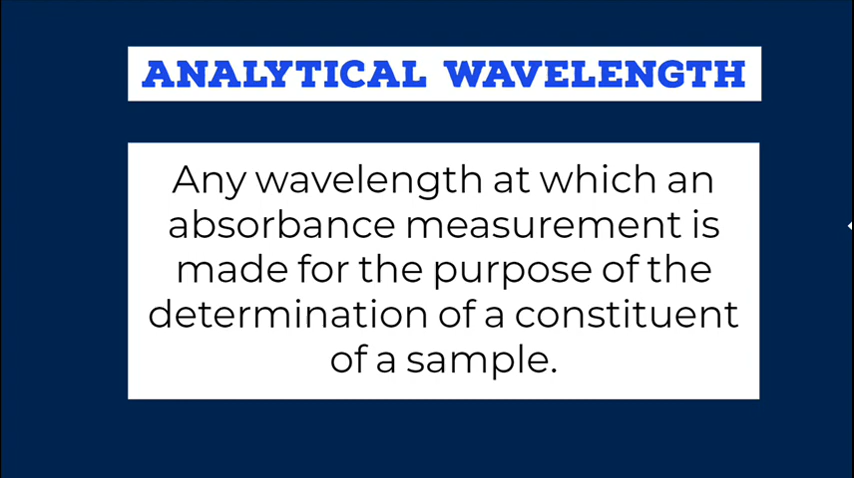 ANALYTICAL WAVELENGTH
Any wavelength at which an
absorbance measurement is
made for the purpose of the
determination of a constituent
of a sample.